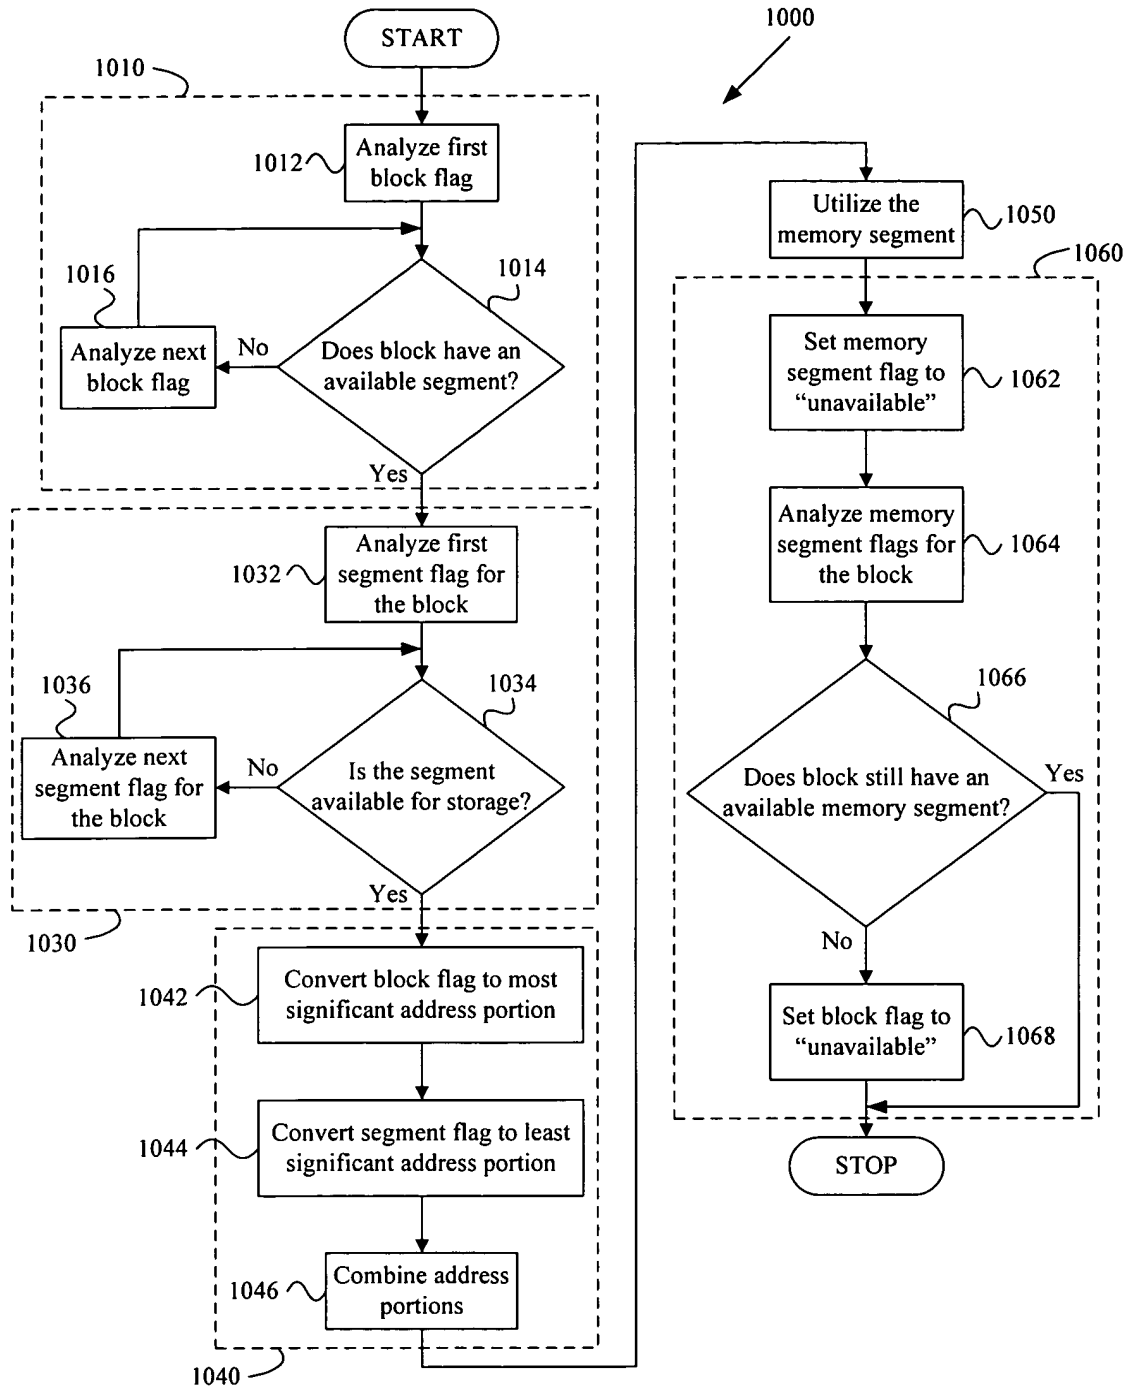 START
1000
1010
1012
Analyze first
block flag
1016
1014
Analyze next
block flag
No
Does block have an
available segment?
Yes
1032
Analyze first
segment flag for
the block
1036
1034
Analyze next
segment flag for
the block
No
Is the segment
available for storage?
Yes
1030
1042
Convert block flag to most
significant address portion
1044
Convert segment flag to least
significant address portion
1046
Combine address
portions
1040
Utilize the
memory segment
1050
1060
Set memory
segment flag to
“unavailable”
1062
Analyze memory
segment flags for
the block
1064
1066
Does block still have an
available memory segment?
Yes
No
Set block flag to
“unavailable”
1068
STOP